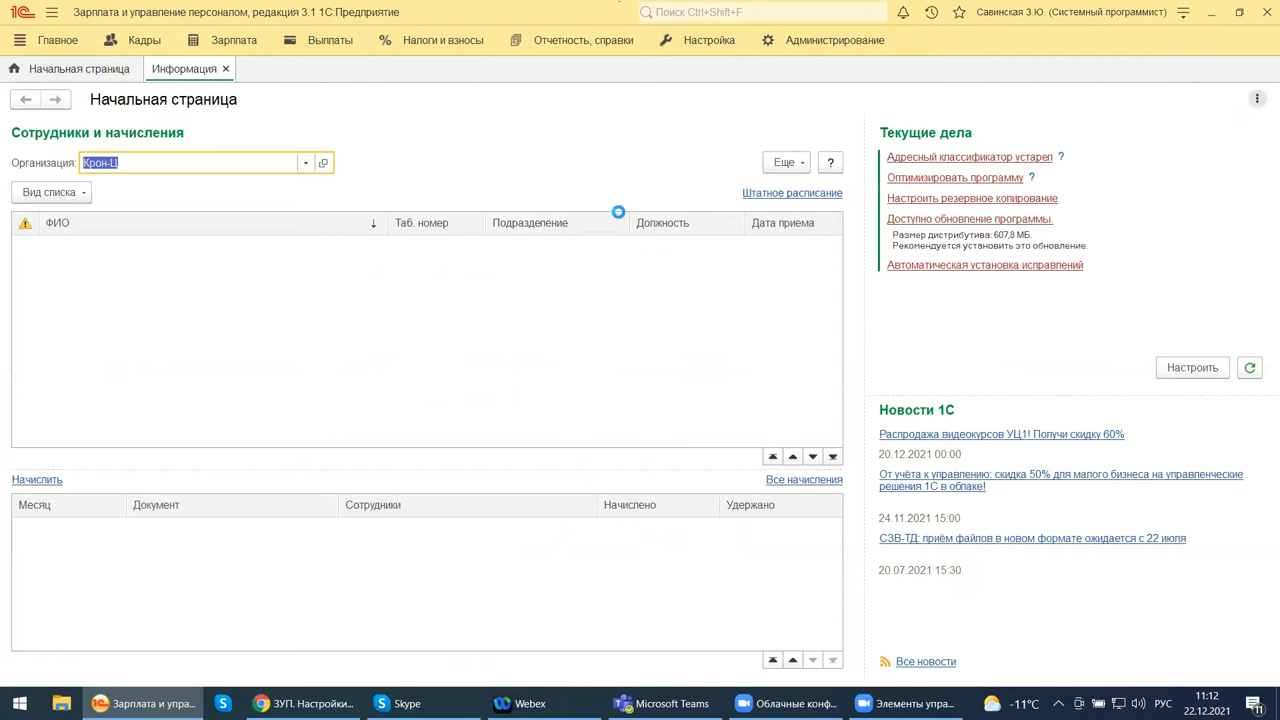 Зарплата и управление персоналом, редакция 3.1 1С:Предприятие
Поиск Ctrl+Shift+F
Савинская З.Ю. (Системный программист)
Главное
Кадры
Зарплата
Выплаты
Налоги и взносы
Отчетность, справки
Настройка
Администрирование
Начальная страница
Информация
Начальная страница
Сотрудники и начисления
Организация: Крон-Ц
Еще
?
Вид списка
Штатное расписание
ФИО
Таб. номер
Подразделение
Должность
Дата приема
Начислить
Все начисления
Месяц
Документ
Сотрудники
Начислено
Удержано
Текущие дела
Адресный классификатор устарел ?
Оптимизировать программу ?
Настроить резервное копирование
Доступно обновление программы.
Размер дистрибутива: 607,8 МБ.
Рекомендуется установить это обновление.
Автоматическая установка исправлений
Настроить
Новости 1С
Распродажа видеокурсов УЦ1! Получи скидку 60%
20.12.2021 00:00
От учёта к управлению: скидка 50% для малого бизнеса на управленческие
решения 1С в облаке!
24.11.2021 15:00
СЗВ-ТД: приём файлов в новом формате ожидается с 22 июля
20.07.2021 15:30
Все новости
Зарплата и упра...
ЗУП. Настройки...
Skype
Webex
Microsoft Teams
Облачные конф...
Элементы упра...
-11°C
РУС
11:12
22.12.2021
11